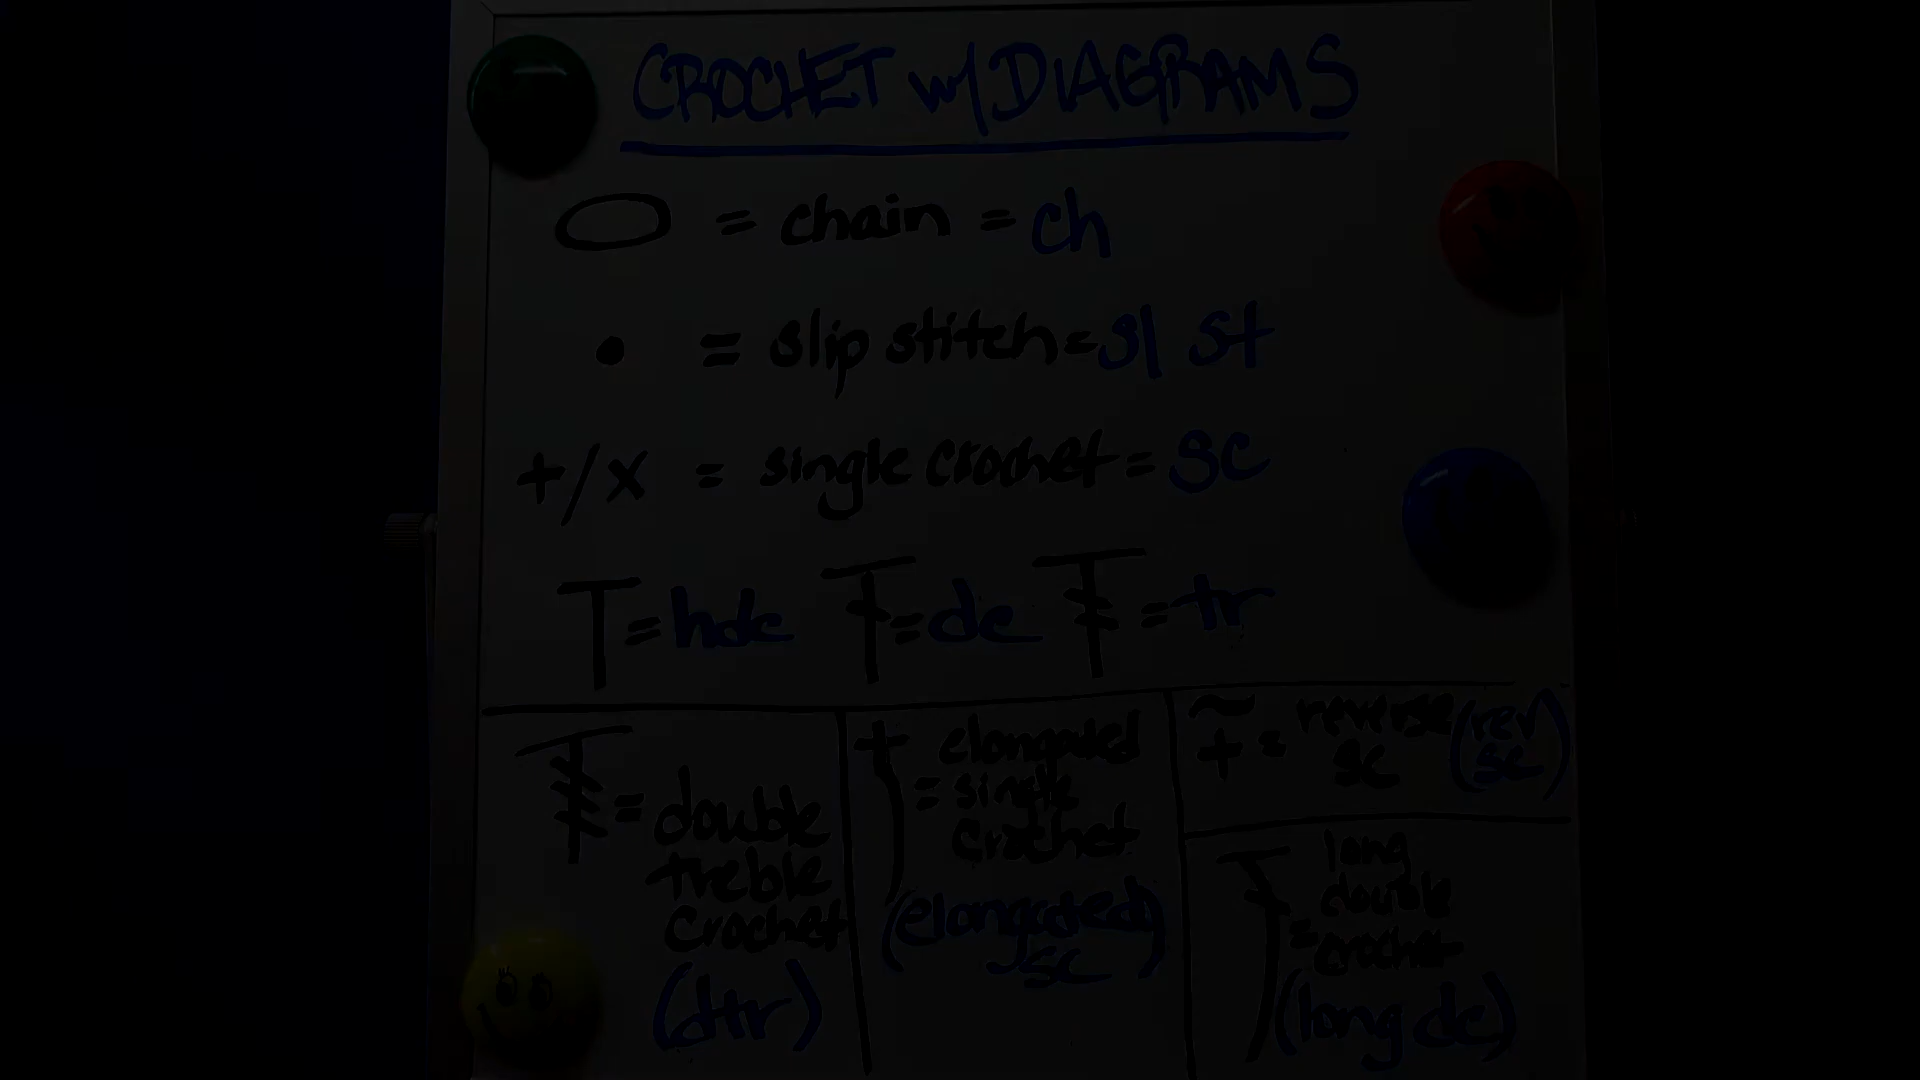 CROCHET w/ DIAGRAMS
= chain = ch
= slip stitch = sl st
+/x = single crochet = sc
= hdc = dc = tr
= double
treble
crochet
(dtr)
elongated
= single
crochet
(elongated
sc)
= reverse (rev
sc sc)
long
double
= crochet
(long dc)